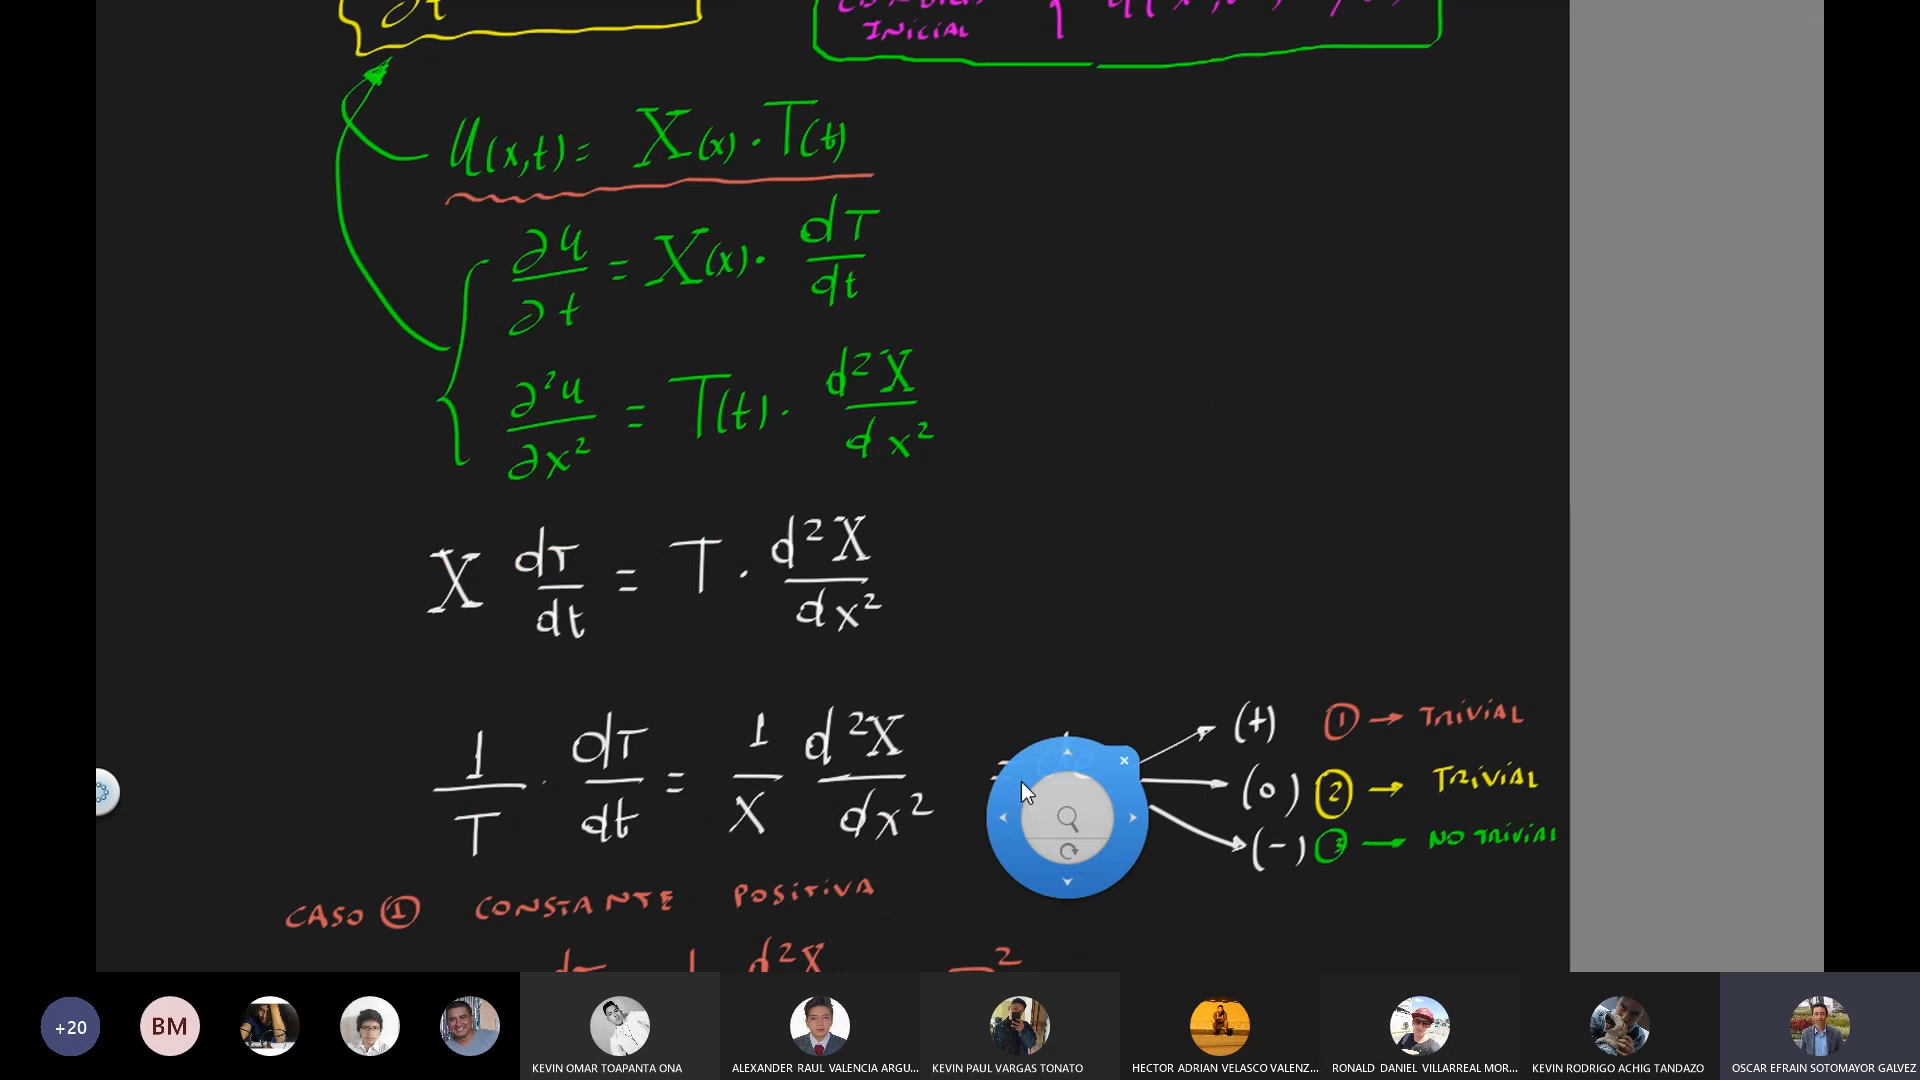 ∂t
INICIAL
U(x,t) = X(x) · T(t)
∂u/∂t = X(x) · dT/dt
∂²u/∂x² = T(t) · d²X/dx²
X dT/dt = T · d²X/dx²
1/T · dT/dt = 1/X d²X/dx² =
(+) ① → TRIVIAL
(0) ② → TRIVIAL
(-) ③ → NO TRIVIAL
CASO ① CONSTANTE POSITIVA
d²X
2
+20
BM
KEVIN OMAR TOAPANTA ONA
ALEXANDER RAUL VALENCIA ARGU...
KEVIN PAUL VARGAS TONATO
HECTOR ADRIAN VELASCO VALENZ...
RONALD DANIEL VILLARREAL MOR...
KEVIN RODRIGO ACHIG TANDAZO
OSCAR EFRAIN SOTOMAYOR GALVEZ